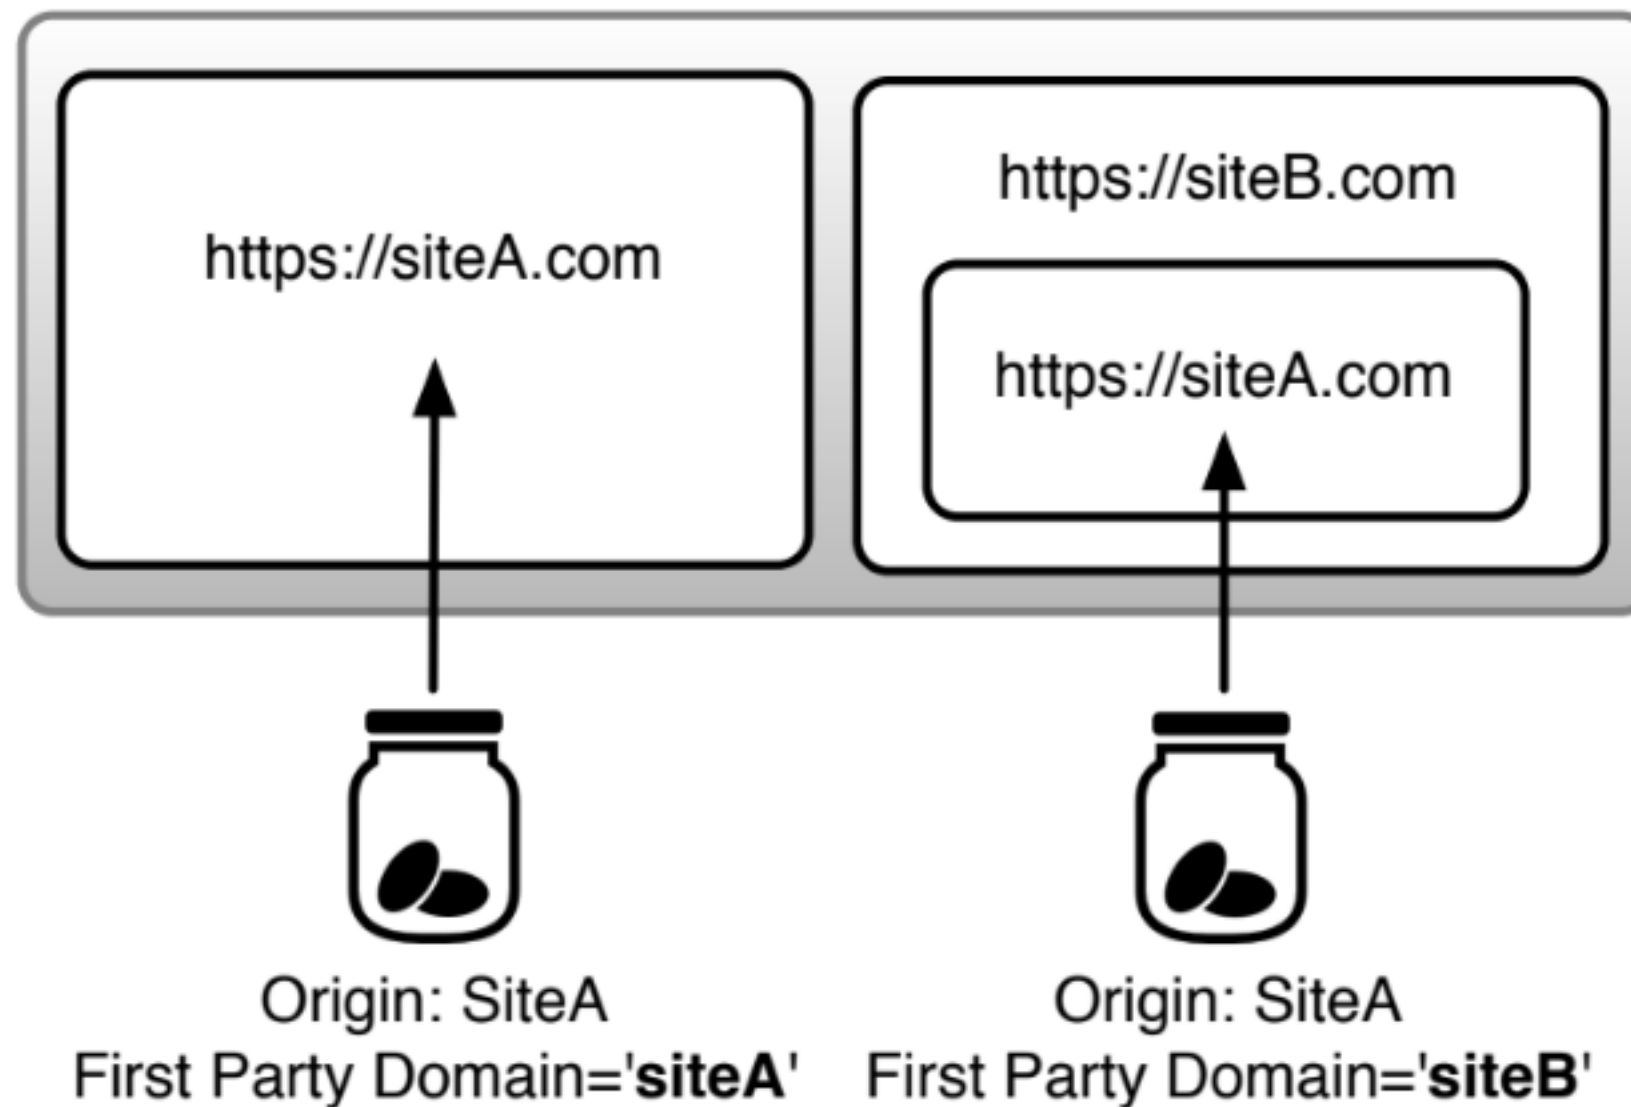 https://siteA.com
https://siteB.com
https://siteA.com
Origin: SiteA
First Party Domain='siteA'
Origin: SiteA
First Party Domain='siteB'